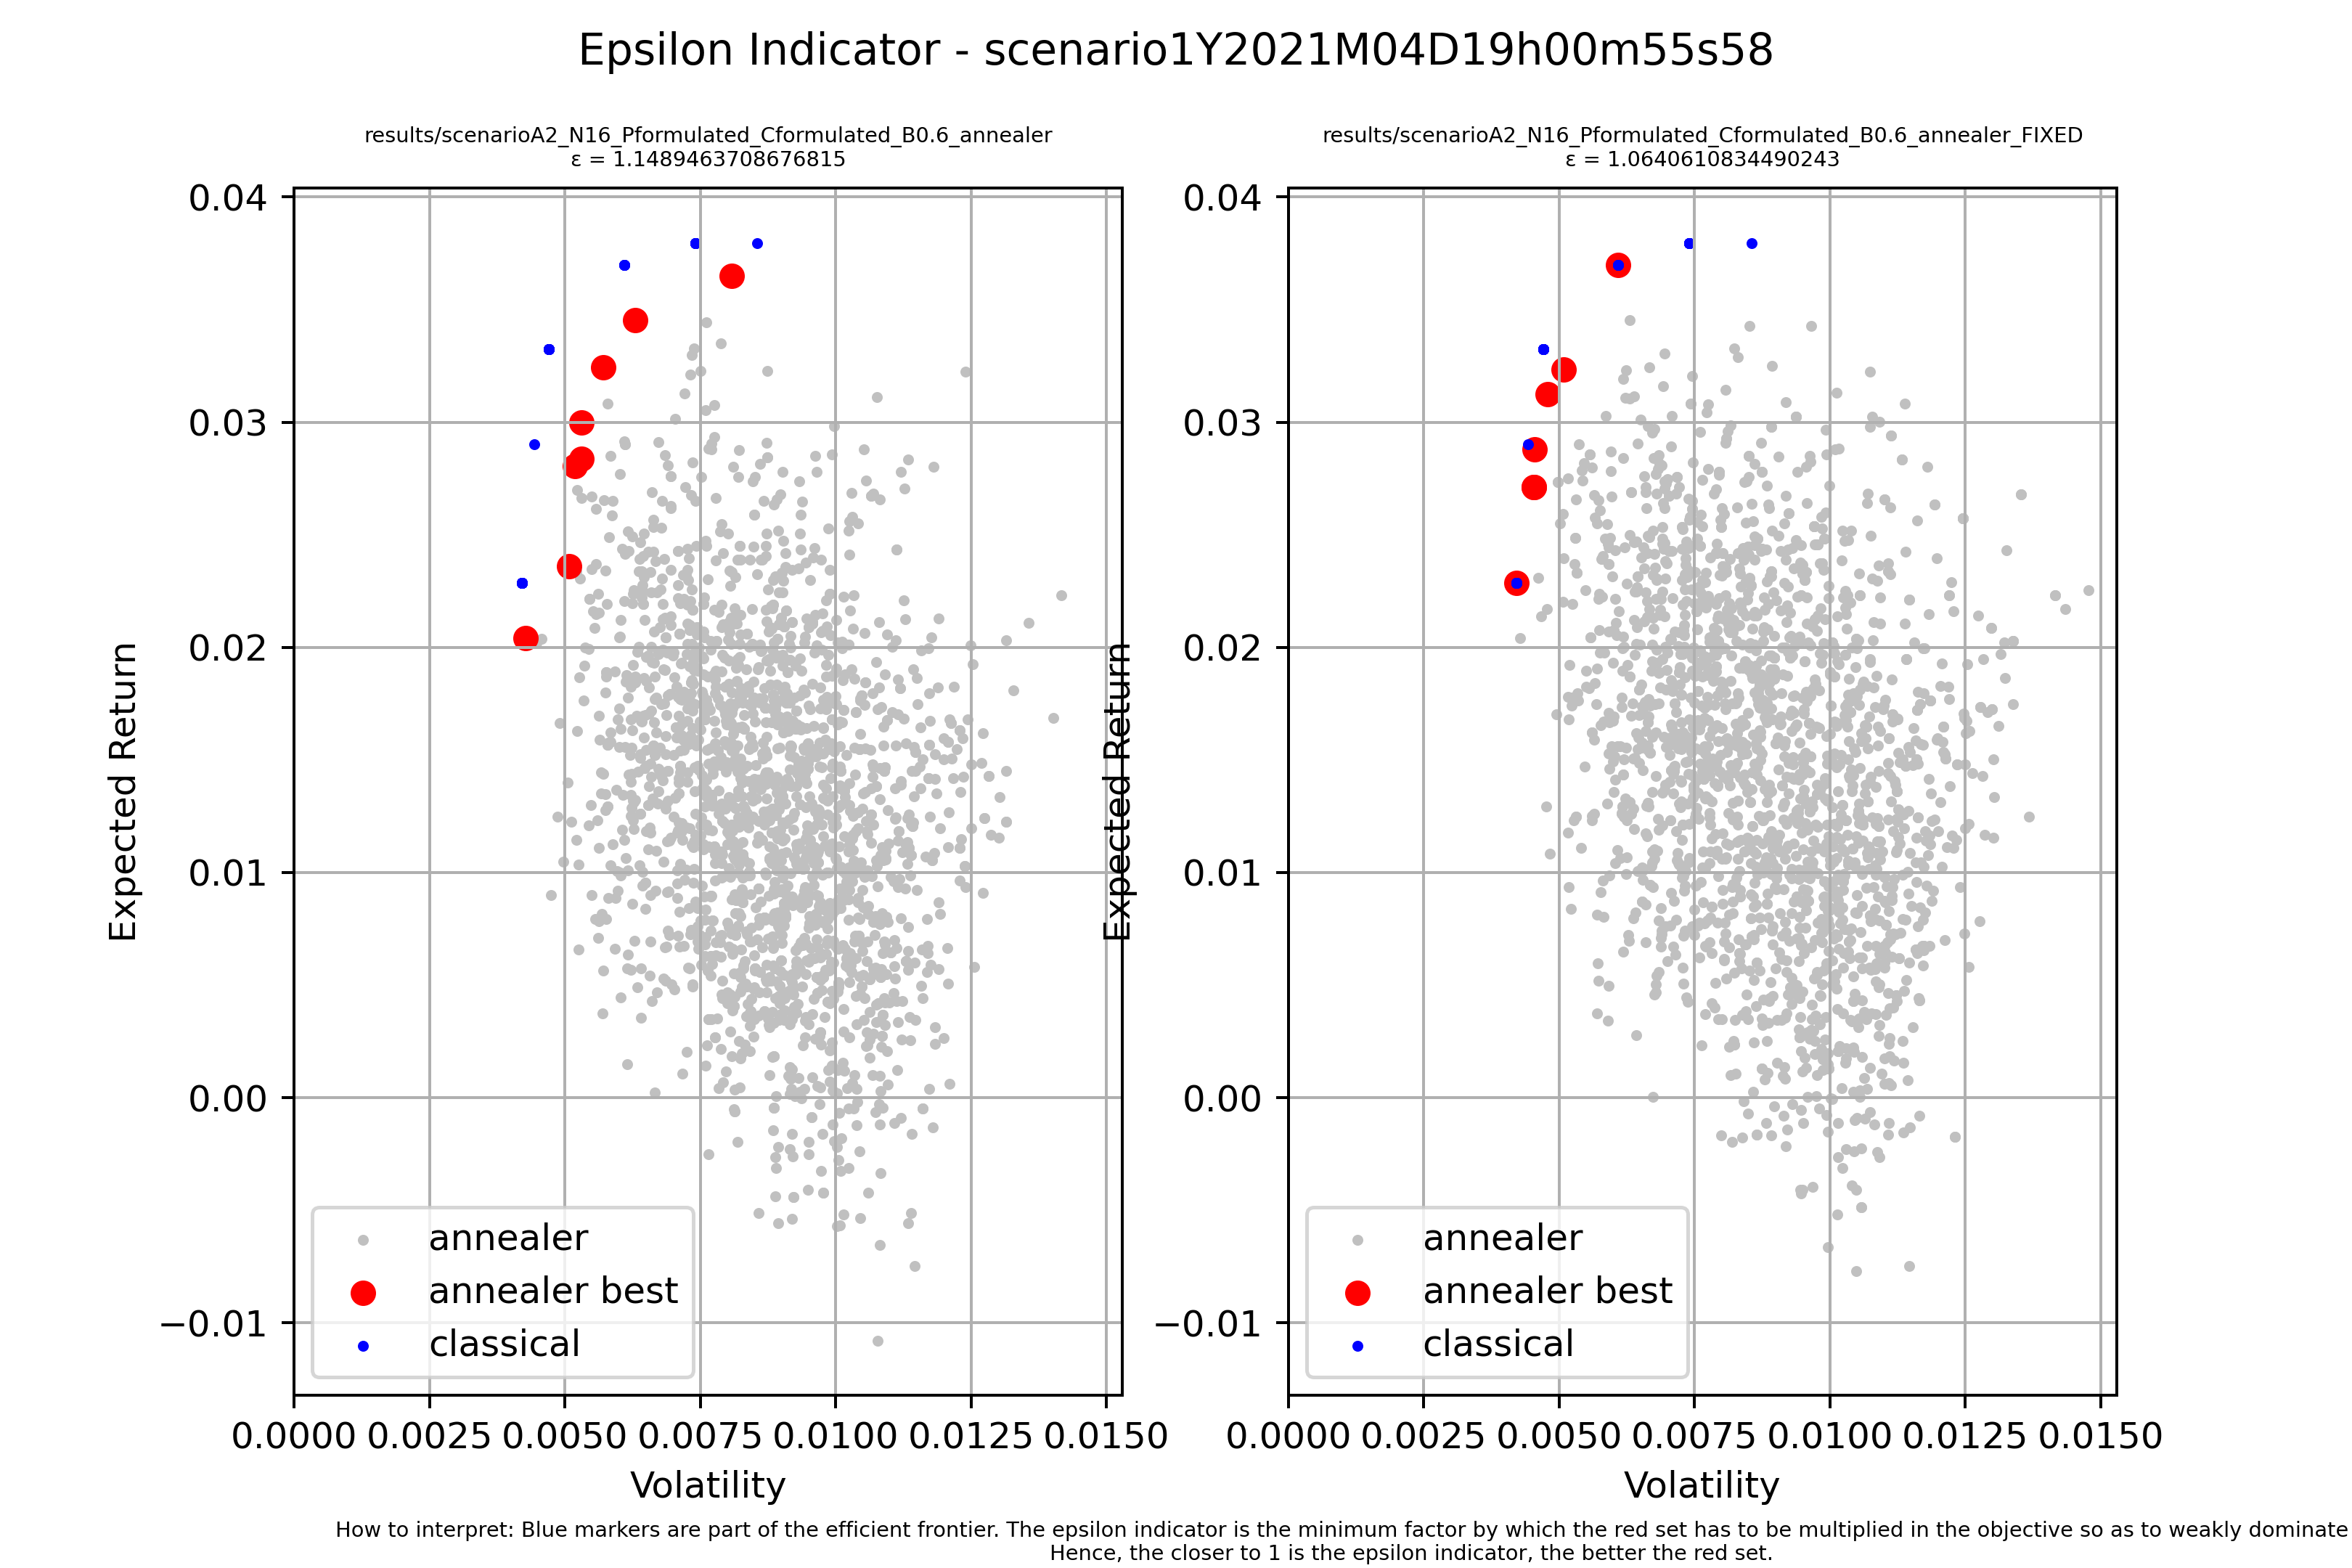 Epsilon Indicator - scenario1Y2021M04D19h00m55s58
results/scenarioA2_N16_Pformulated_Cformulated_B0.6_annealer
ε = 1.1489463708676815
0.04
0.03
0.02
0.01
0.00
−0.01
Expected Return
annealer
annealer best
classical
0.0000 0.0025 0.0050 0.0075 0.0100 0.0125 0.0150
Volatility
results/scenarioA2_N16_Pformulated_Cformulated_B0.6_annealer_FIXED
ε = 1.0640610834490243
0.04
0.03
0.02
0.01
0.00
−0.01
Expected Return
annealer
annealer best
classical
0.0000 0.0025 0.0050 0.0075 0.0100 0.0125 0.0150
Volatility
How to interpret: Blue markers are part of the efficient frontier. The epsilon indicator is the minimum factor by which the red set has to be multiplied in the objective so as to weakly dominate
Hence, the closer to 1 is the epsilon indicator, the better the red set.